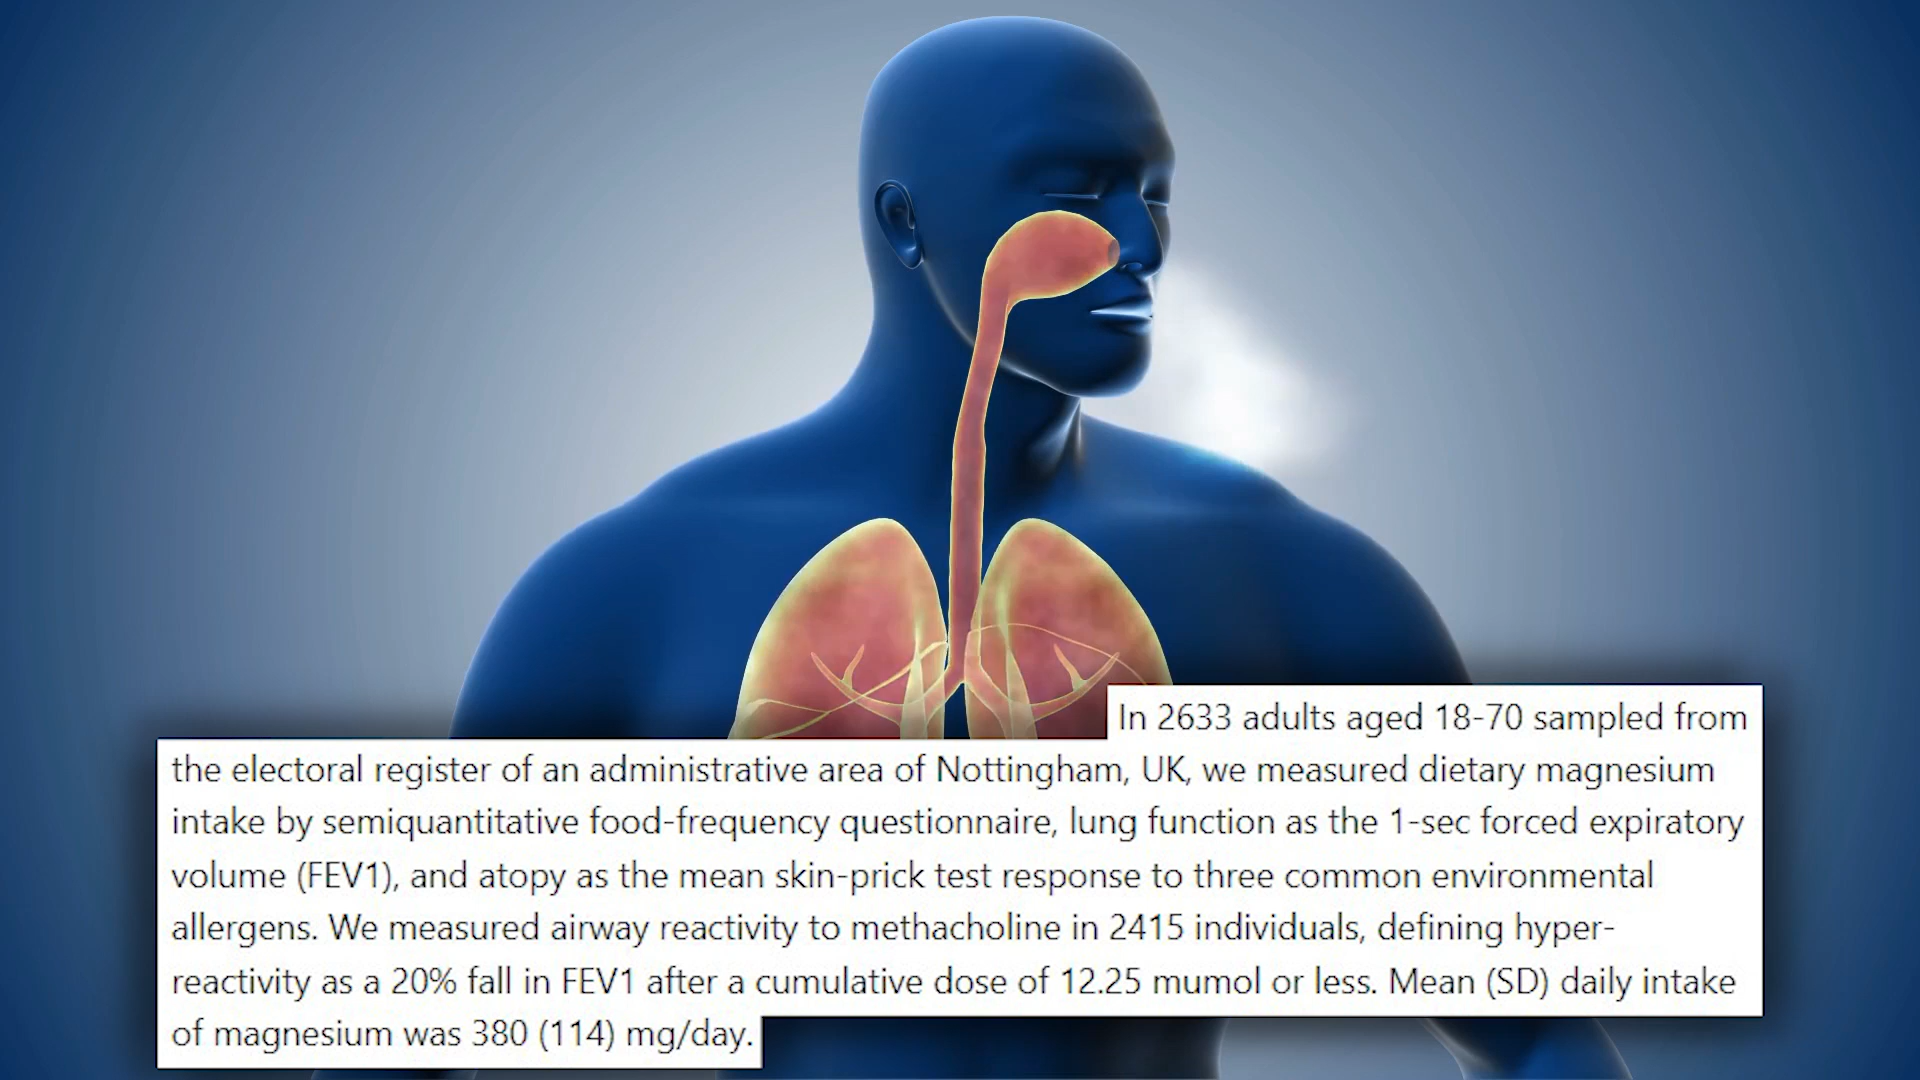 In 2633 adults aged 18-70 sampled from
the electoral register of an administrative area of Nottingham, UK, we measured dietary magnesium
intake by semiquantitative food-frequency questionnaire, lung function as the 1-sec forced expiratory
volume (FEV1), and atopy as the mean skin-prick test response to three common environmental
allergens. We measured airway reactivity to methacholine in 2415 individuals, defining hyper-
reactivity as a 20% fall in FEV1 after a cumulative dose of 12.25 mumol or less. Mean (SD) daily intake
of magnesium was 380 (114) mg/day.